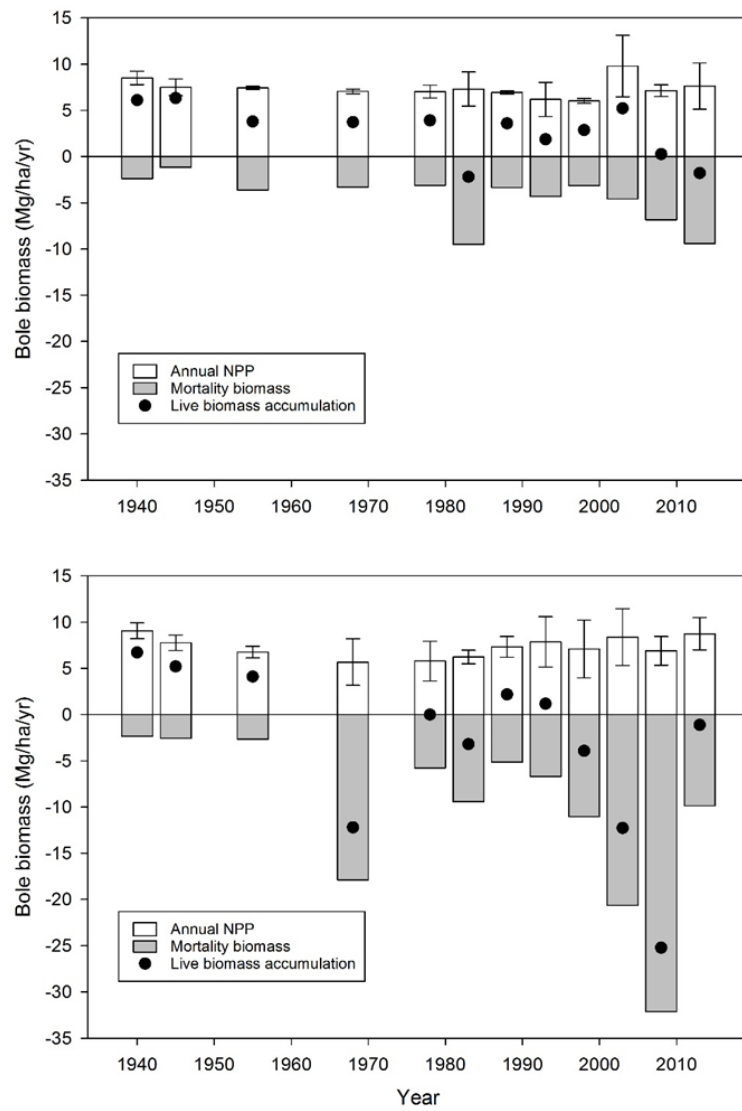 Bole biomass (Mg/ha/yr)
15
10
5
0
-5
-10
-15
-20
-25
-30
-35
Annual NPP
Mortality biomass
Live biomass accumulation
1940 1950 1960 1970 1980 1990 2000 2010
Bole biomass (Mg/ha/yr)
15
10
5
0
-5
-10
-15
-20
-25
-30
-35
Annual NPP
Mortality biomass
Live biomass accumulation
1940 1950 1960 1970 1980 1990 2000 2010
Year